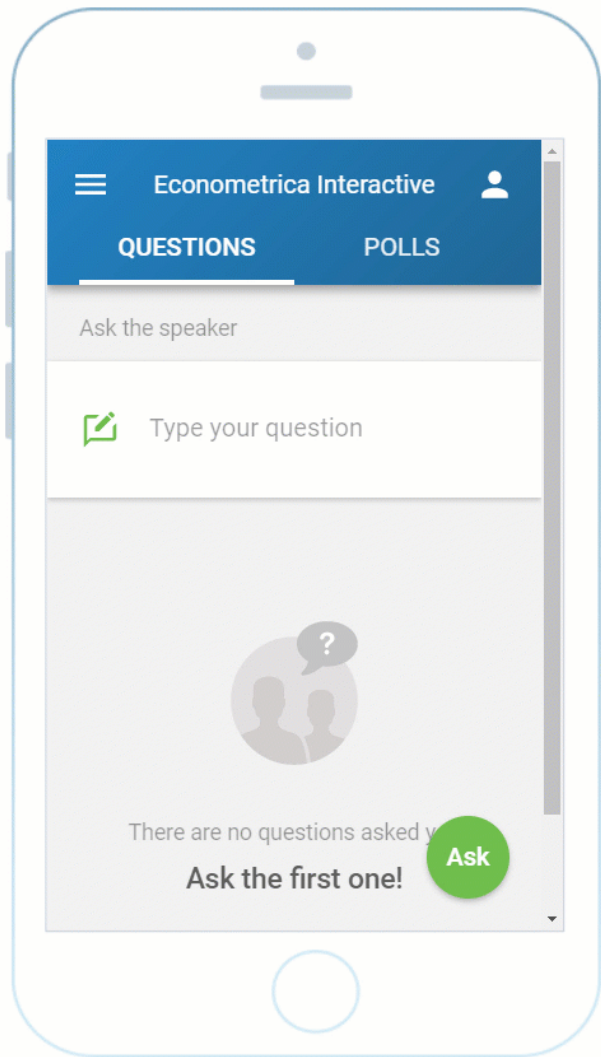 Econometrica Interactive
QUESTIONS POLLS
Ask the speaker
Type your question
?
There are no questions asked y
Ask the first one!
Ask